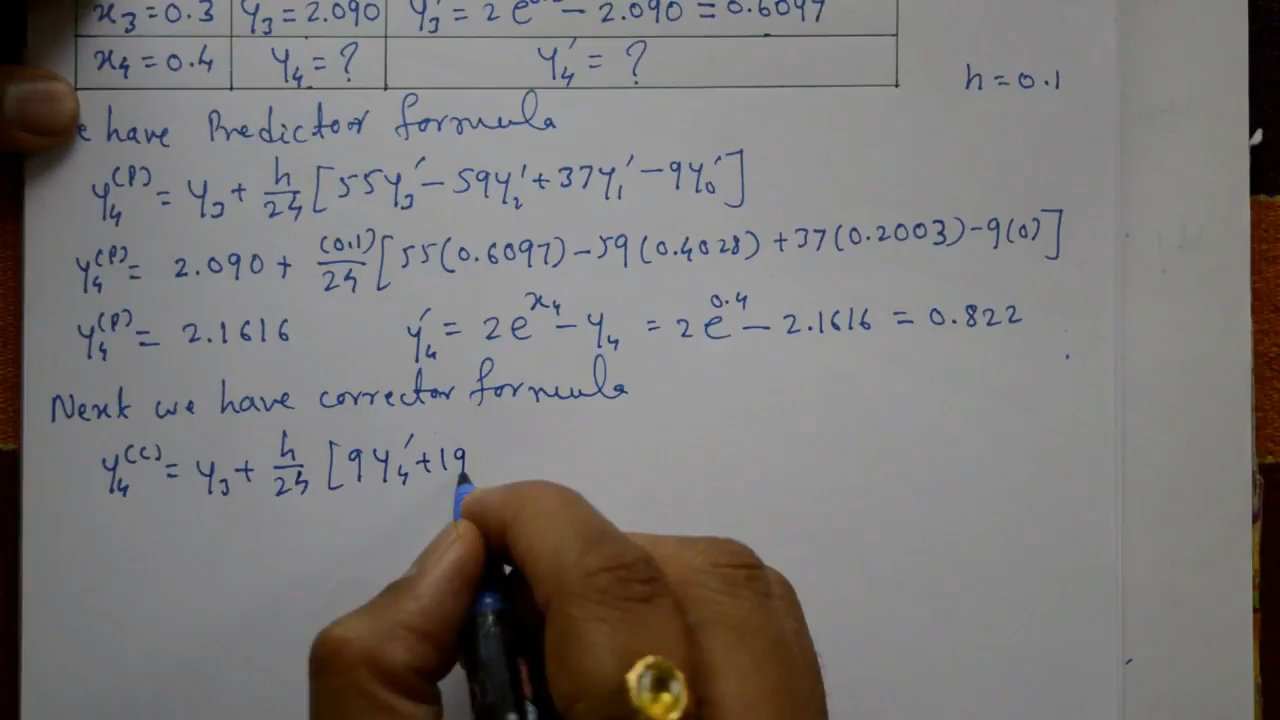 x₃ = 0.3 y₃ = 2.090 y₃′ = 2 e − 2.090 = 0.6097
x₄ = 0.4 y₄ = ? y₄′ = ?
h = 0.1
e have Predictor formula
y₄⁽ᴾ⁾ = y₃ + h/24 [55y₃′ − 59y₂′ + 37y₁′ − 9y₀′]
y₄⁽ᴾ⁾ = 2.090 + (0.1)/24 [55(0.6097) − 59(0.4028) + 37(0.2003) − 9(0)]
y₄⁽ᴾ⁾ = 2.1616 y₄′ = 2e^x₄ − y₄ = 2e^0.4 − 2.1616 = 0.822
Next we have corrector formula
y₄⁽ᶜ⁾ = y₃ + h/24 [9y₄′ + 19